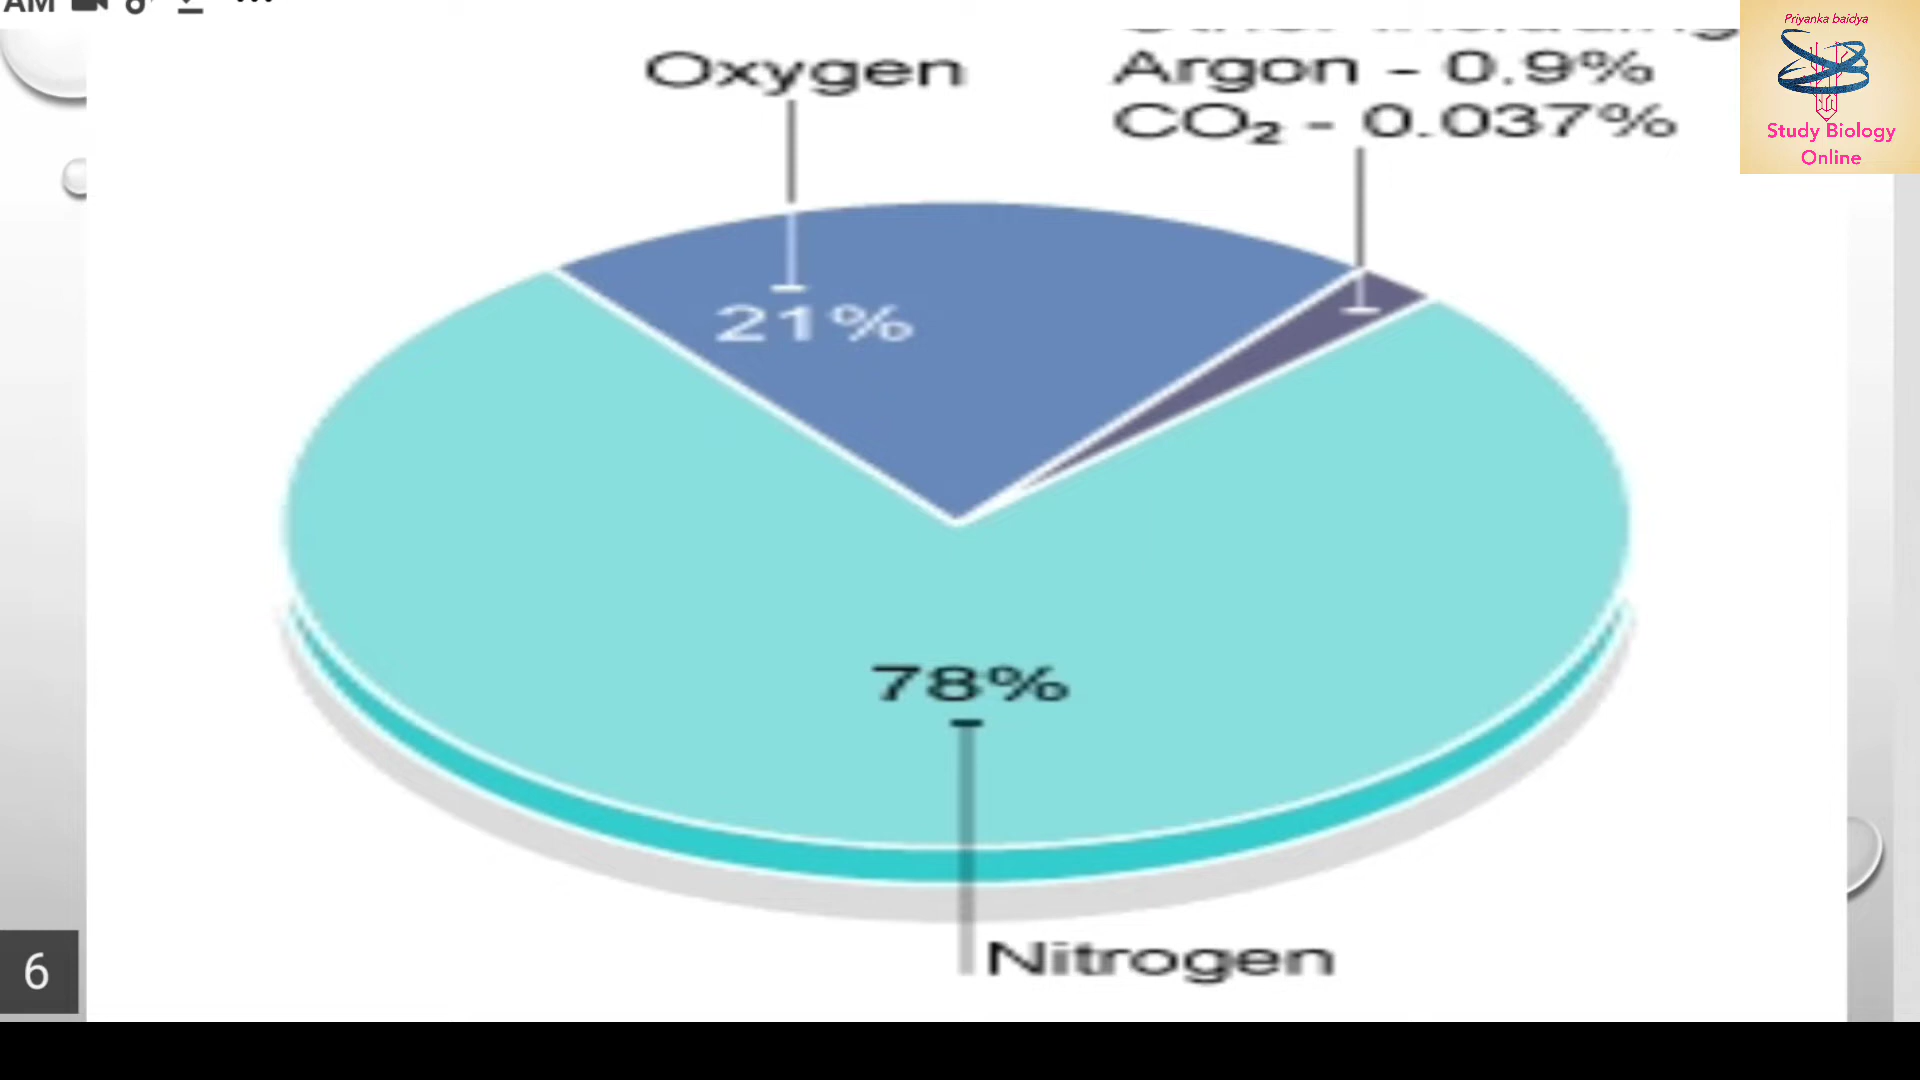 AM
Priyanka baidya
Study Biology
Online
Oxygen
Argon - 0.9%
CO₂ - 0.037%
21%
78%
Nitrogen
6